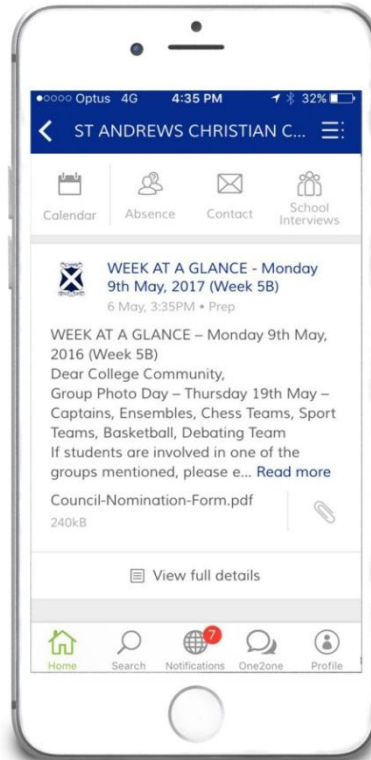 Optus 4G 4:35 PM 32%
ST ANDREWS CHRISTIAN C...
Calendar Absence Contact School Interviews
WEEK AT A GLANCE - Monday
9th May, 2017 (Week 5B)
6 May, 3:35PM • Prep
WEEK AT A GLANCE – Monday 9th May,
2016 (Week 5B)
Dear College Community,
Group Photo Day – Thursday 19th May –
Captains, Ensembles, Chess Teams, Sport
Teams, Basketball, Debating Team
If students are involved in one of the
groups mentioned, please e... Read more
Council-Nomination-Form.pdf
240kB
View full details
7
Home Search Notifications One2one Profile